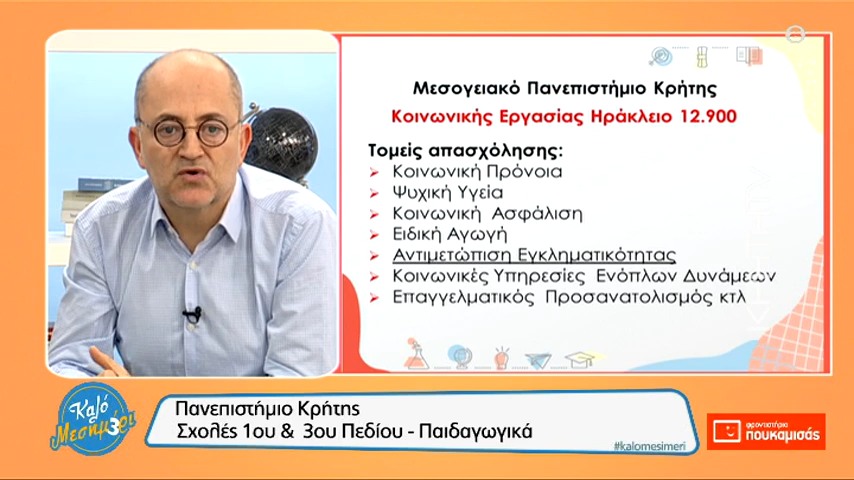 Μεσογειακό Πανεπιστήμιο Κρήτης
Κοινωνικής Εργασίας Ηράκλειο 12.900
Τομείς απασχόλησης:
Κοινωνική Πρόνοια
Ψυχική Υγεία
Κοινωνική Ασφάλιση
Ειδική Αγωγή
Αντιμετώπιση Εγκληματικότητας
Κοινωνικές Υπηρεσίες Ενόπλων Δυνάμεων
Επαγγελματικός Προσανατολισμός κτλ
Καλό
Μεσημ3ρι
Πανεπιστήμιο Κρήτης
Σχολές 1ου & 3ου Πεδίου - Παιδαγωγικά
#kalomesimeri
φροντιστήρια
πουκαμισάς